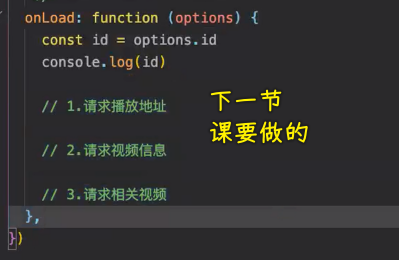 onLoad: function (options) {
const id = options.id
console.log(id)
// 1.请求播放地址
下一节
课要做的
// 2.请求视频信息
// 3.请求相关视频
},
})